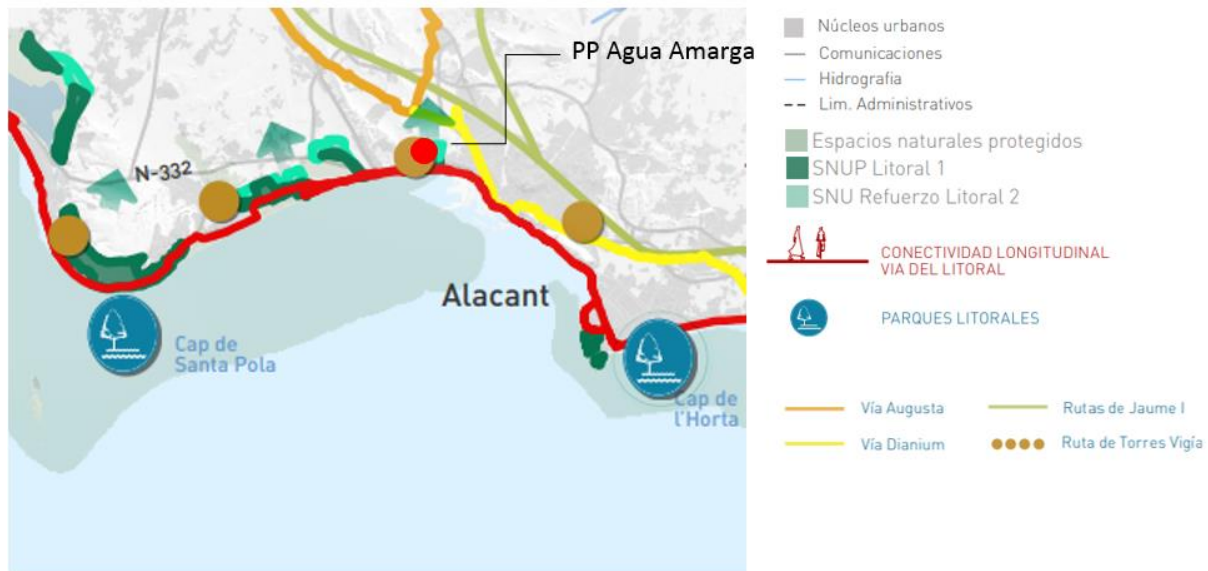 PP Agua Amarga
N-332
Alacant
Cap de
Santa Pola
Cap de
l'Horta
Núcleos urbanos
Comunicaciones
Hidrografia
Lim. Administrativos
Espacios naturales protegidos
SNUP Litoral 1
SNU Refuerzo Litoral 2
CONECTIVIDAD LONGITUDINAL
VIA DEL LITORAL
PARQUES LITORALES
Vía Augusta
Rutas de Jaume I
Vía Dianium
Ruta de Torres Vigía